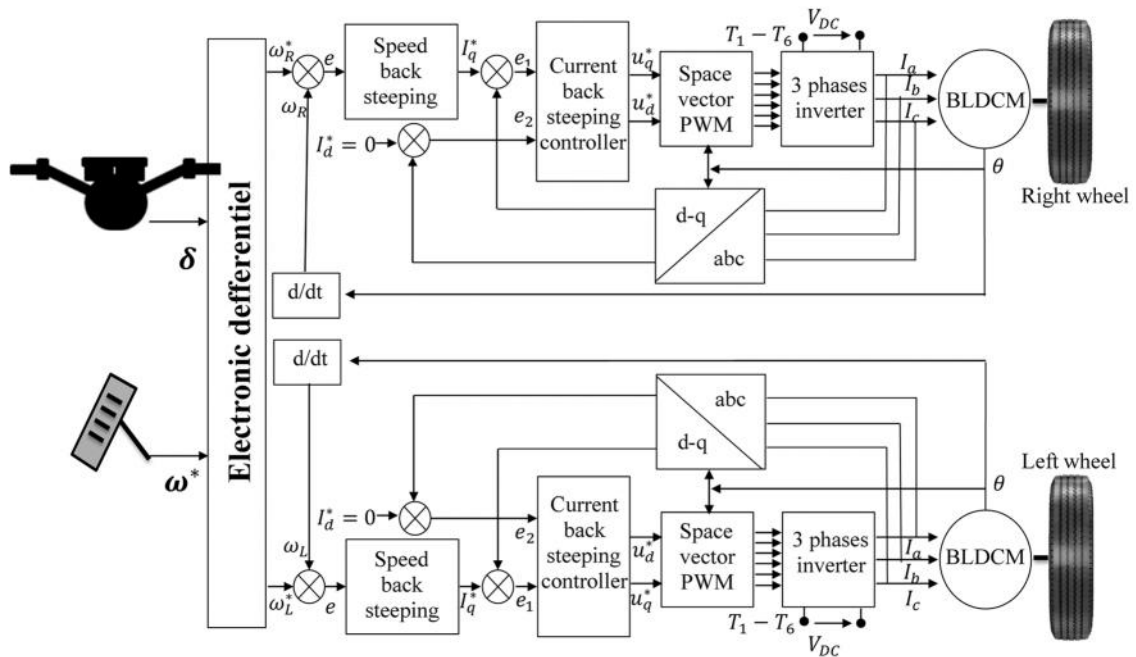 ω*R
e
Speed
back
steeping
I*q
e1
Current
back
steeping
controller
u*q
u*d
Space
vector
PWM
T1 − T6
VDC
3 phases
inverter
Ia
Ib
Ic
BLDCM
Right wheel
ωR
I*d = 0
e2
θ
d-q
abc
δ
d/dt
Electronic defferentiel
d/dt
ω*
abc
d-q
Left wheel
θ
I*d = 0
e2
Current
back
steeping
controller
u*d
u*q
Space
vector
PWM
3 phases
inverter
Ia
Ib
Ic
BLDCM
ωL
ω*L
e
Speed
back
steeping
I*q
e1
T1 − T6
VDC